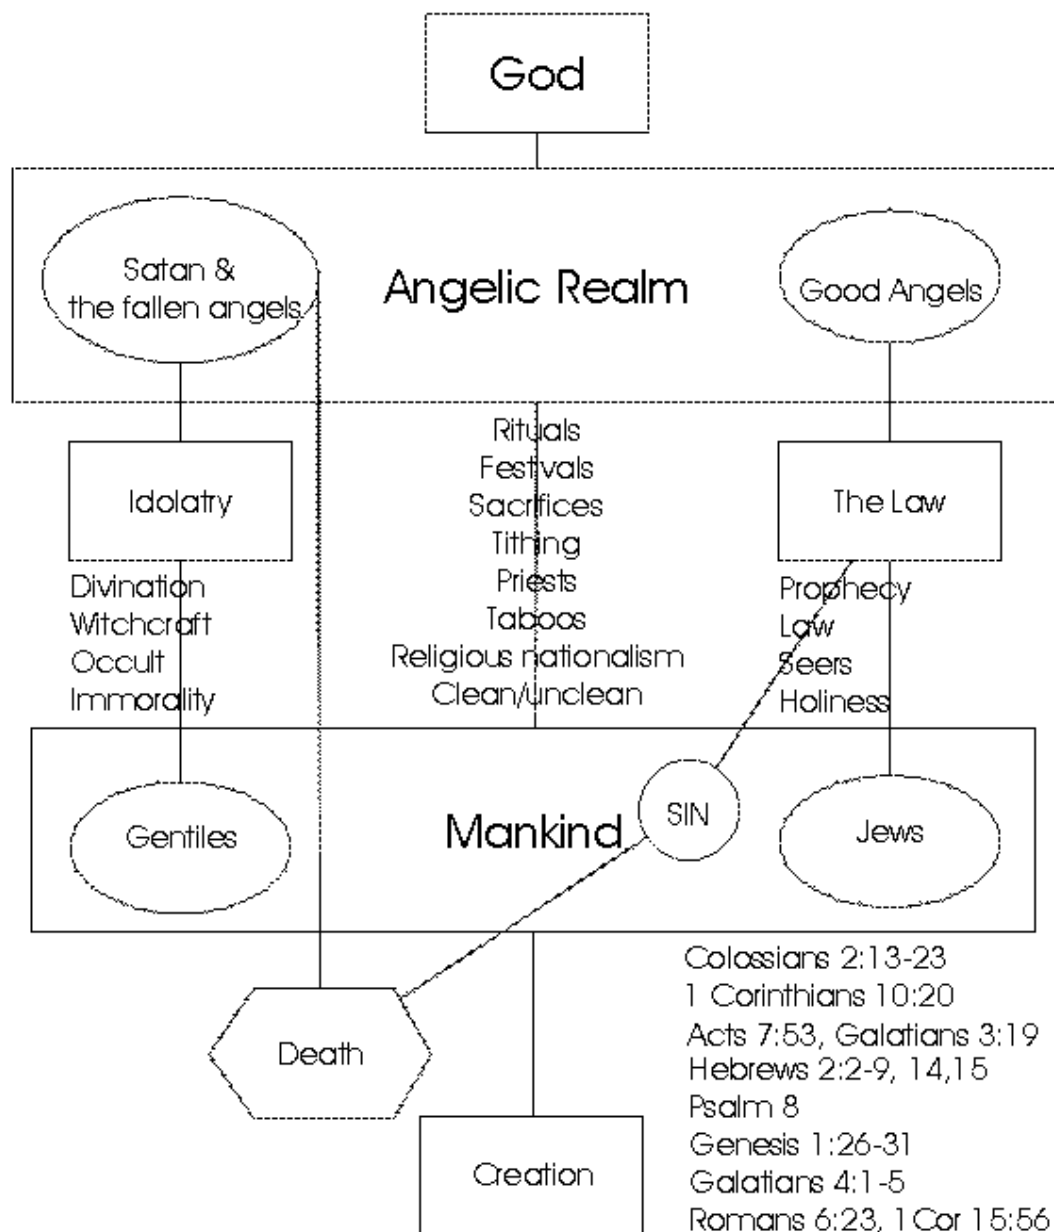 God
Satan &
the fallen angels
Angelic Realm
Good Angels
Idolatry
Rituals
Festivals
Sacrifices
Tithing
Priests
Taboos
Religious nationalism
Clean/unclean
The Law
Divination
Witchcraft
Occult
Immorality
Prophecy
Law
Seers
Holiness
Gentiles
Mankind
SIN
Jews
Death
Creation
Colossians 2:13-23
1 Corinthians 10:20
Acts 7:53, Galatians 3:19
Hebrews 2:2-9, 14,15
Psalm 8
Genesis 1:26-31
Galatians 4:1-5
Romans 6:23, 1Cor 15:56